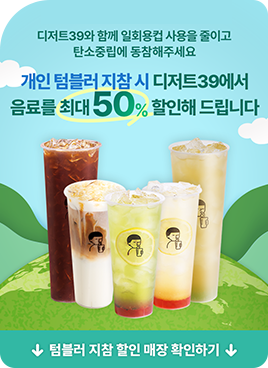 디저트39와 함께 일회용컵 사용을 줄이고
탄소중립에 동참해주세요
개인 텀블러 지참 시 디저트39에서
음료를 최대 50% 할인해 드립니다
↓ 텀블러 지참 할인 매장 확인하기 ↓